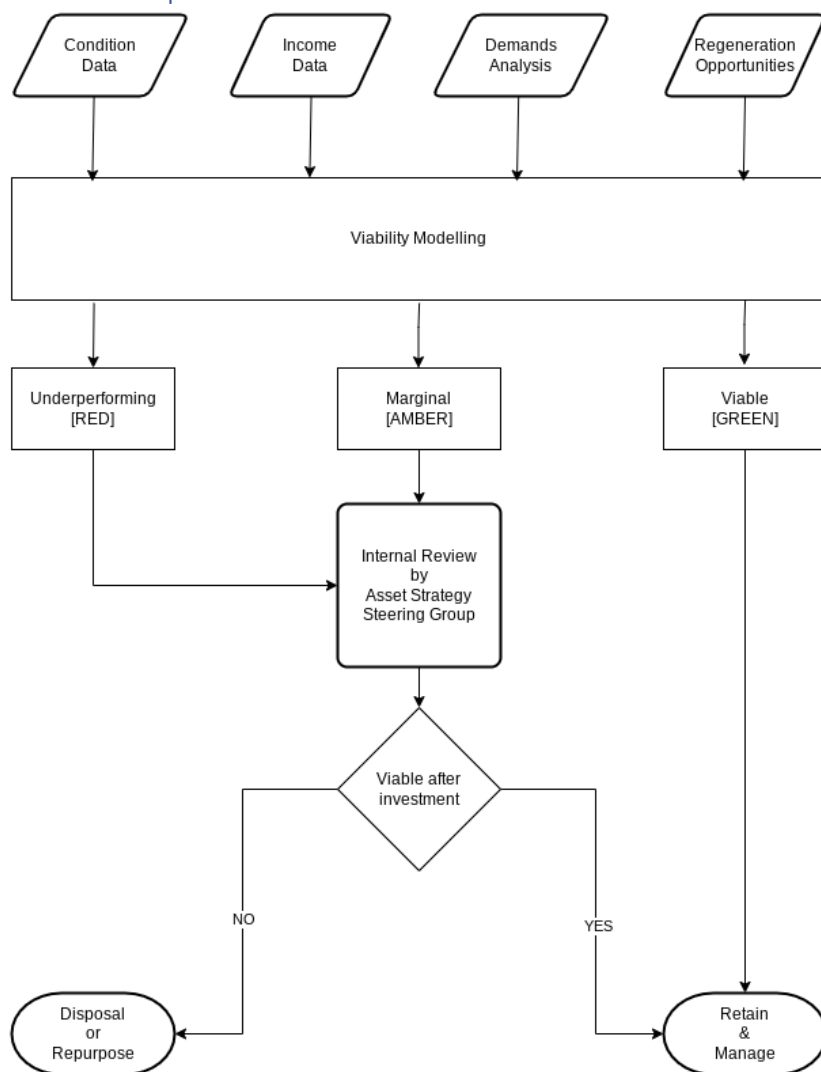 Condition
Data
Income
Data
Demands
Analysis
Regeneration
Opportunities
Viability Modelling
Underperforming
[RED]
Marginal
[AMBER]
Viable
[GREEN]
Internal Review
by
Asset Strategy
Steering Group
Viable after
investment
NO
YES
Disposal
or
Repurpose
Retain
&
Manage